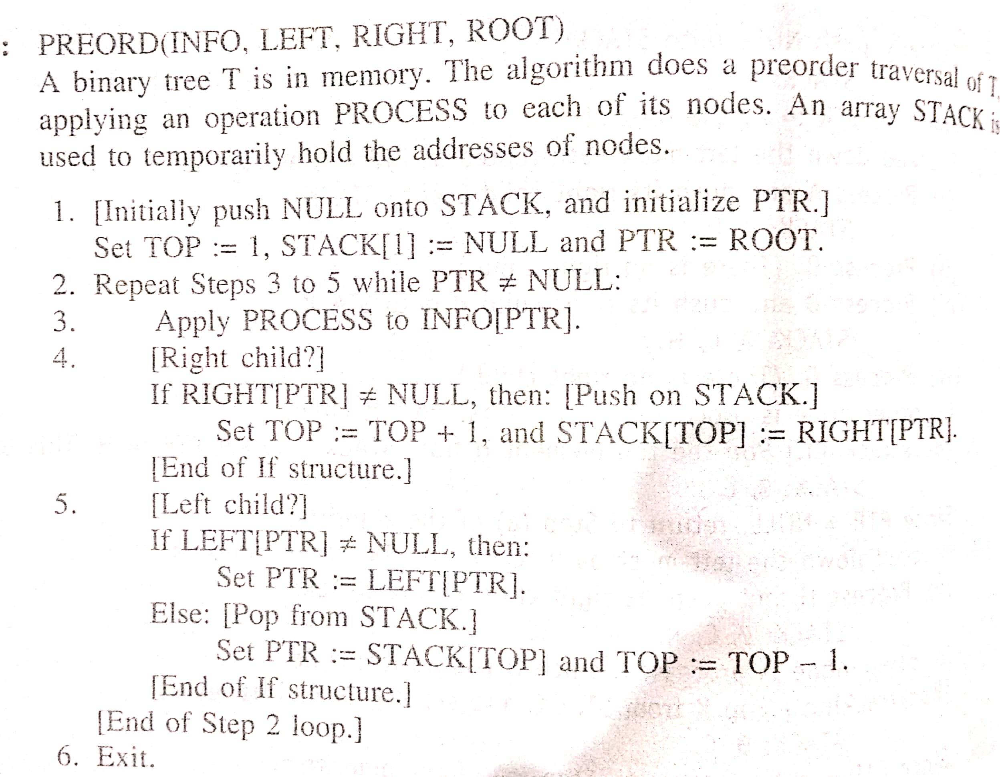 : PREORD(INFO, LEFT, RIGHT, ROOT)
A binary tree T is in memory. The algorithm does a preorder traversal of T,
applying an operation PROCESS to each of its nodes. An array STACK is
used to temporarily hold the addresses of nodes.
1. [Initially push NULL onto STACK, and initialize PTR.]
Set TOP := 1, STACK[1] := NULL and PTR := ROOT.
2. Repeat Steps 3 to 5 while PTR ≠ NULL:
3. Apply PROCESS to INFO[PTR].
4. [Right child?]
If RIGHT[PTR] ≠ NULL, then: [Push on STACK.]
Set TOP := TOP + 1, and STACK[TOP] := RIGHT[PTR].
[End of If structure.]
5. [Left child?]
If LEFT[PTR] ≠ NULL, then:
Set PTR := LEFT[PTR].
Else: [Pop from STACK.]
Set PTR := STACK[TOP] and TOP := TOP – 1.
[End of If structure.]
[End of Step 2 loop.]
6. Exit.